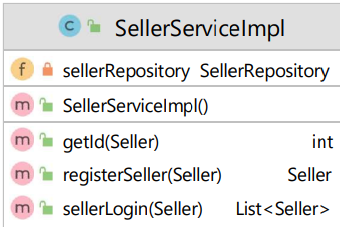 C SellerServiceImpl
f sellerRepository SellerRepository
m SellerServiceImpl()
m getId(Seller) int
m registerSeller(Seller) Seller
m sellerLogin(Seller) List<Seller>